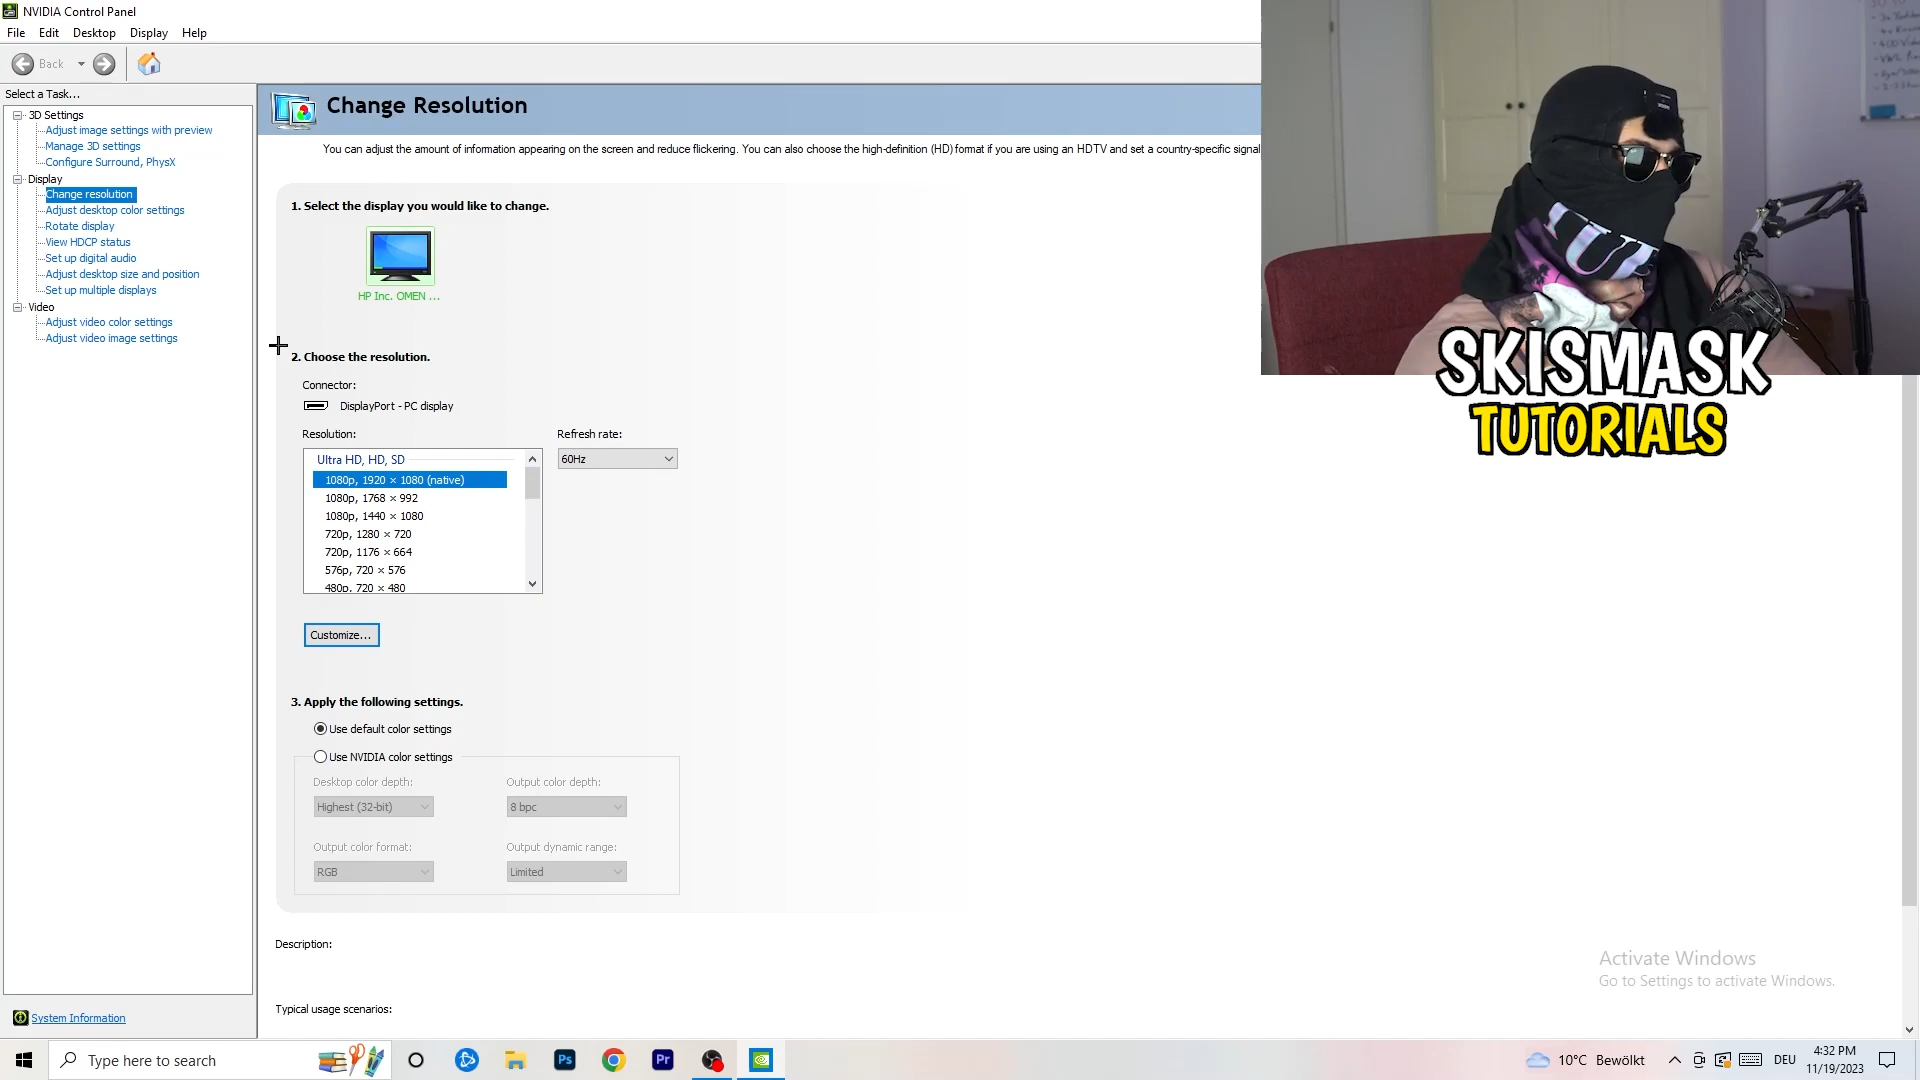 NVIDIA Control Panel
File Edit Desktop Display Help
Back
Select a Task...
3D Settings
Adjust image settings with preview
Manage 3D settings
Configure Surround, PhysX
Display
Change resolution
Adjust desktop color settings
Rotate display
View HDCP status
Set up digital audio
Adjust desktop size and position
Set up multiple displays
Video
Adjust video color settings
Adjust video image settings
System Information
Change Resolution
You can adjust the amount of information appearing on the screen and reduce flickering. You can also choose the high-definition (HD) format if you are using an HDTV and set a country-specific signal
1. Select the display you would like to change.
HP Inc. OMEN ...
2. Choose the resolution.
Connector:
DisplayPort - PC display
Resolution:
Refresh rate:
Ultra HD, HD, SD
60Hz
1080p, 1920 × 1080 (native)
1080p, 1768 × 992
1080p, 1440 × 1080
720p, 1280 × 720
720p, 1176 × 664
576p, 720 × 576
480p, 720 × 480
Customize...
3. Apply the following settings.
Use default color settings
Use NVIDIA color settings
Desktop color depth:
Output color depth:
Highest (32-bit)
8 bpc
Output color format:
Output dynamic range:
RGB
Limited
Description:
Typical usage scenarios:
SKISMASK
TUTORIALS
Activate Windows
Go to Settings to activate Windows.
Type here to search
Ps
Pr
10°C Bewölkt
DEU
4:32 PM
11/19/2023